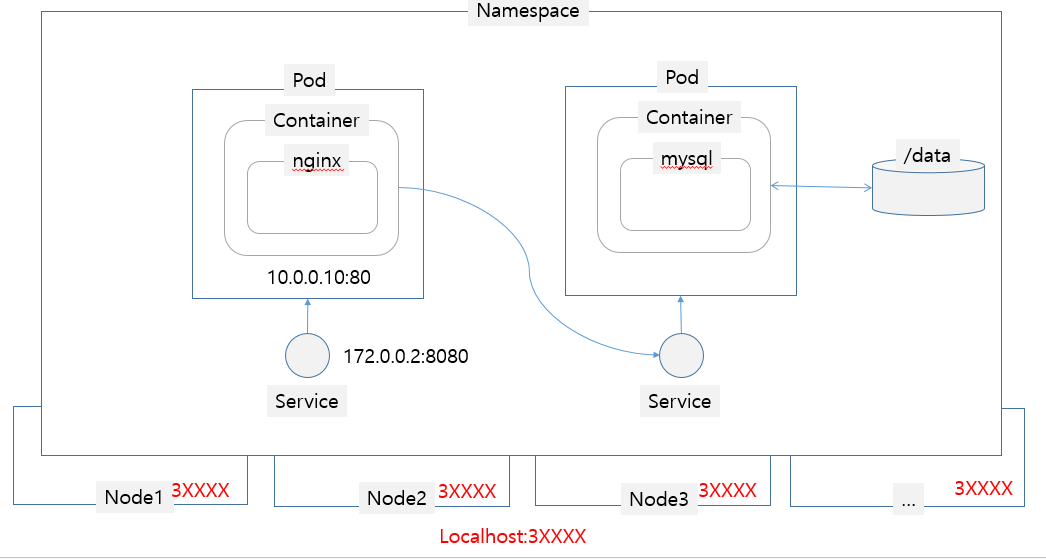 Namespace
Pod
Pod
Container
Container
nginx
mysql
/data
10.0.0.10:80
172.0.0.2:8080
Service
Service
Node1
3XXXX
Node2
3XXXX
Node3
3XXXX
...
3XXXX
Localhost:3XXXX